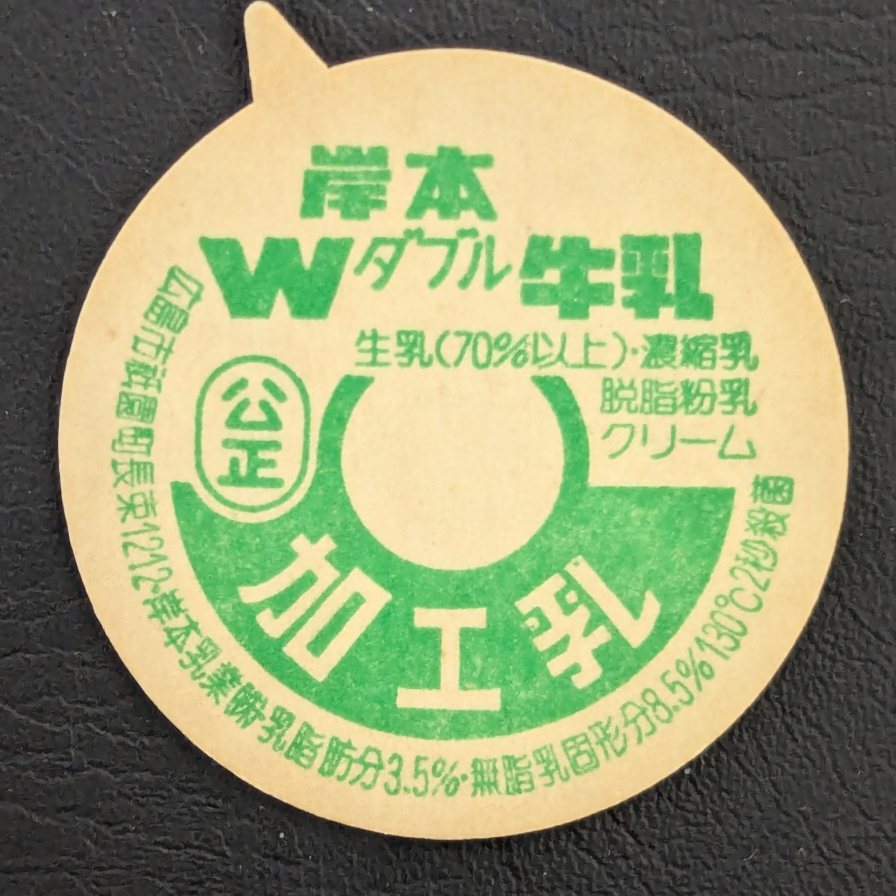 岸本
Wダブル牛乳
生乳(70%以上)・濃縮乳
脱脂粉乳
クリーム
公正
加工乳
広島市祇園町長束1212・岸本乳業㈱・乳脂肪分3.5%・無脂乳固形分8.5%130℃2秒殺菌